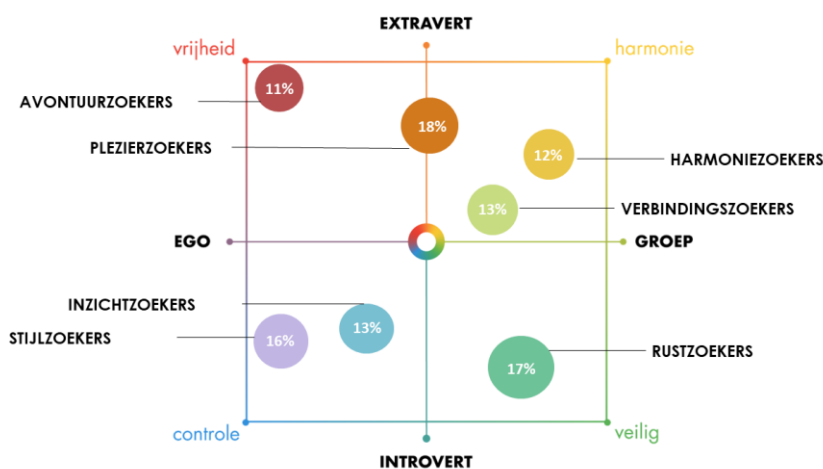 EXTRAVERT
vrijheid
harmonie
11%
AVONTUURZOEKERS
18%
PLEZIERZOEKERS
12%
HARMONIEZOEKERS
13%
VERBINDINGSZOEKERS
EGO
GROEP
INZICHTZOEKERS
13%
STIJLZOEKERS
16%
RUSTZOEKERS
17%
controle
veilig
INTROVERT